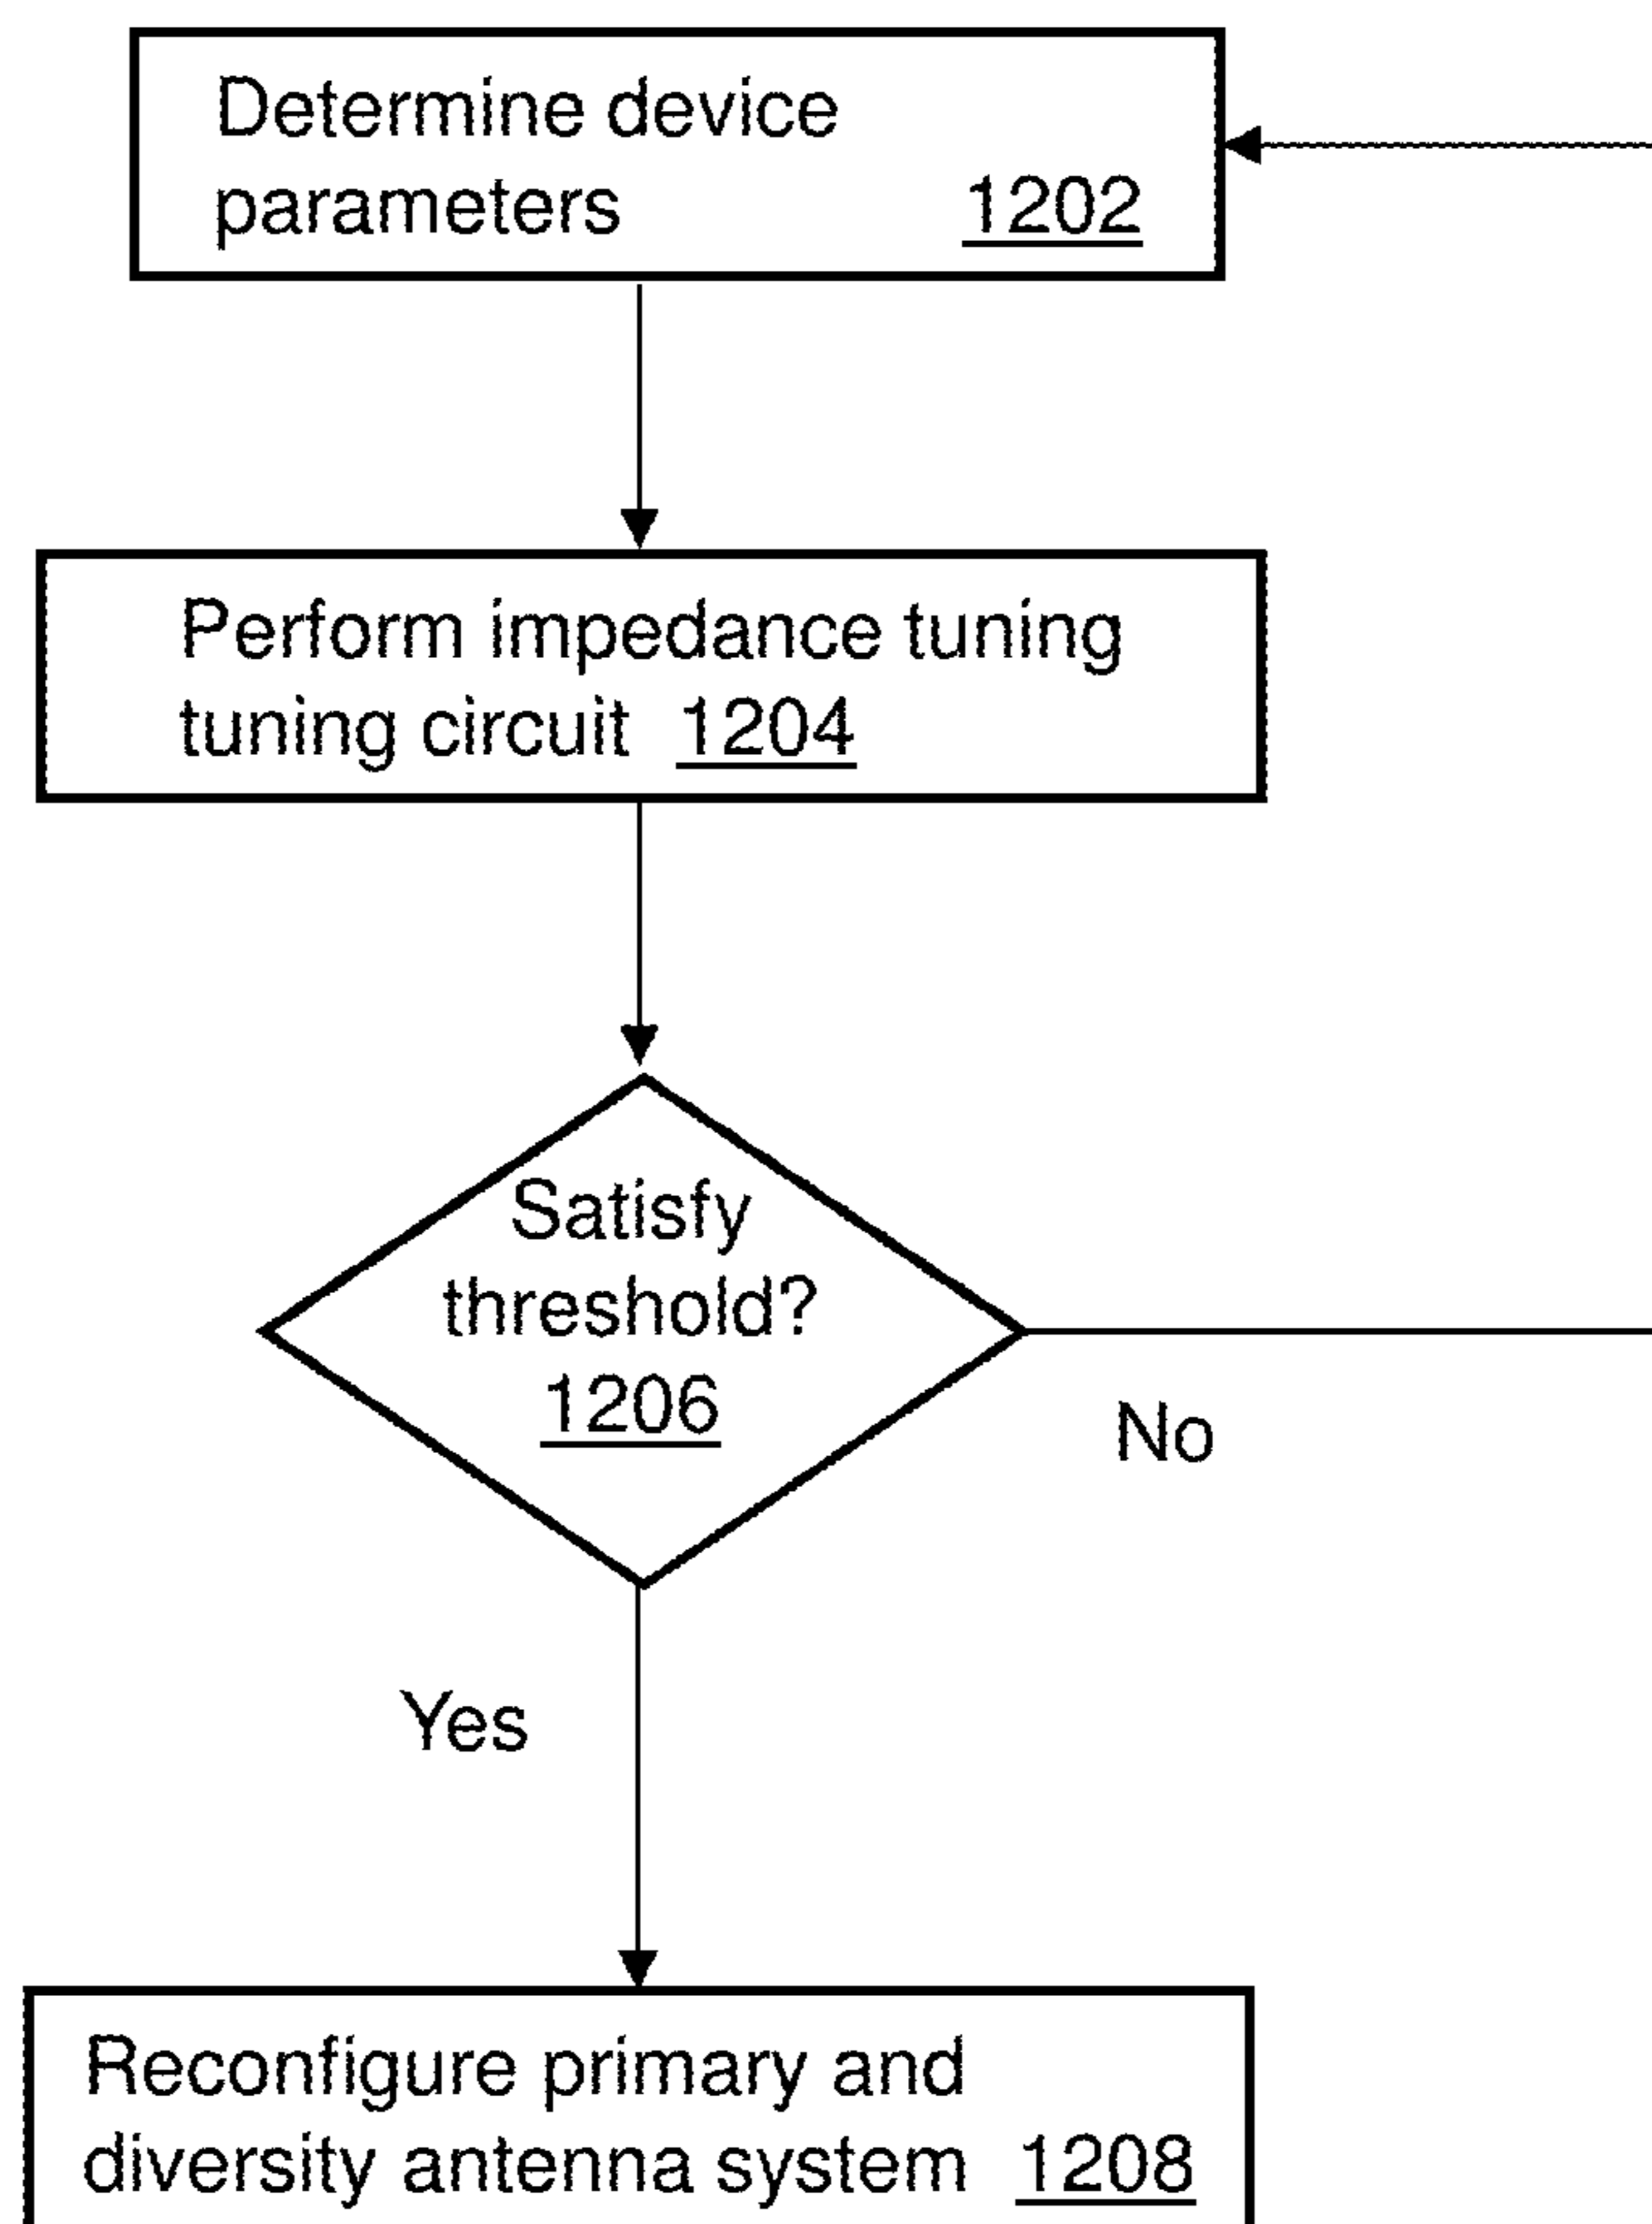 Determine device
parameters 1202
Perform impedance tuning
tuning circuit 1204
Satisfy
threshold?
1206
No
Yes
Reconfigure primary and
diversity antenna system 1208